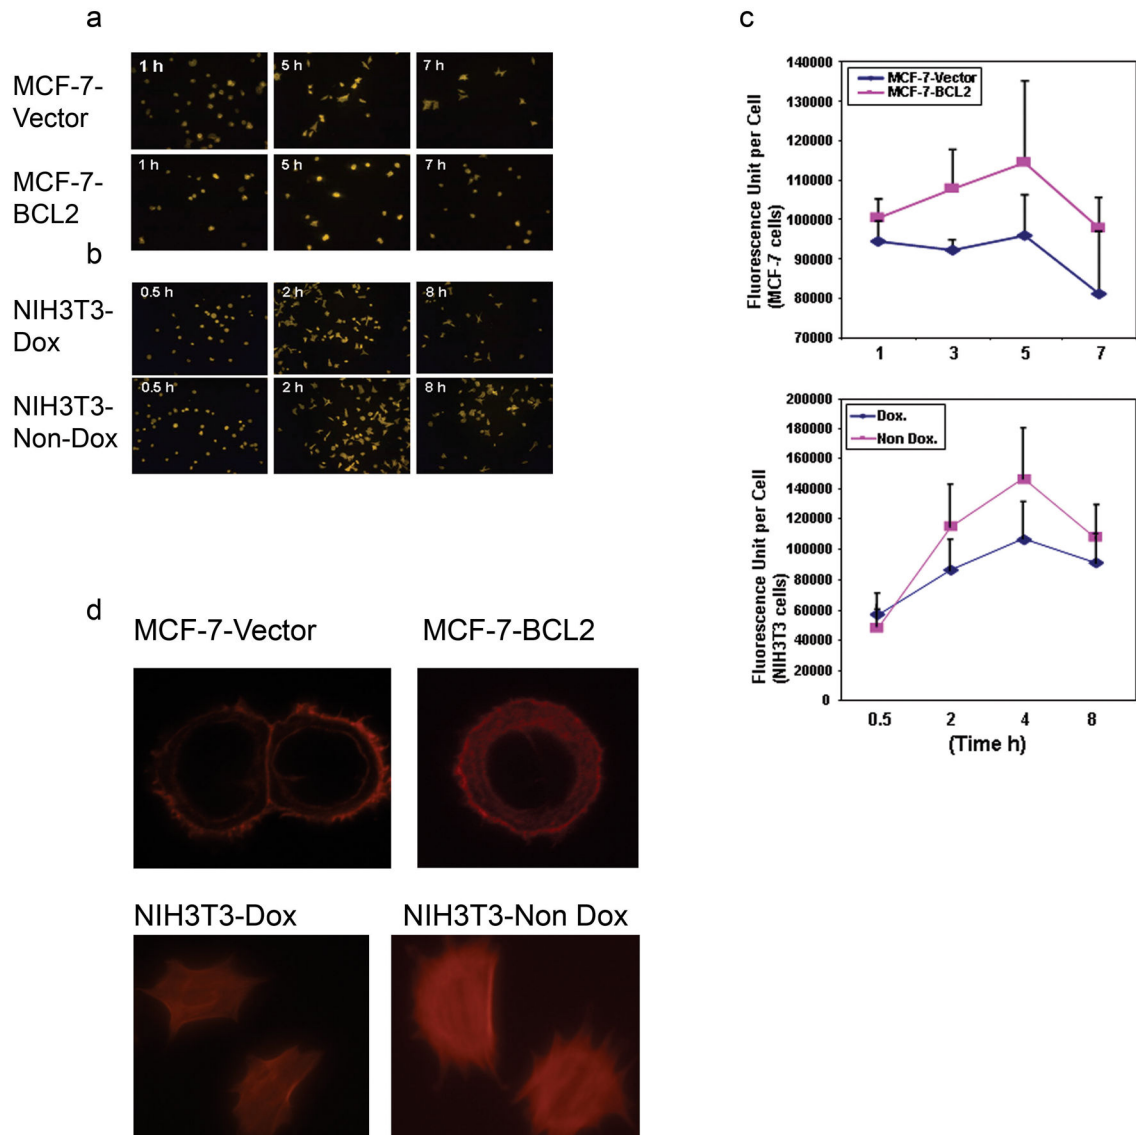 a
MCF-7-
Vector
1 h
5 h
7 h
MCF-7-
BCL2
1 h
5 h
7 h
b
NIH3T3-
Dox
0.5 h
2 h
8 h
NIH3T3-
Non-Dox
0.5 h
2 h
8 h
c
Fluorescence Unit per Cell
(MCF-7 cells)
140000
130000
120000
110000
100000
90000
80000
70000
MCF-7-Vector
MCF-7-BCL2
1 3 5 7
Fluorescence Unit per Cell
(NIH3T3 cells)
200000
180000
160000
140000
120000
100000
80000
60000
40000
20000
0
Dox.
Non Dox.
0.5 2 4 8
(Time h)
d
MCF-7-Vector
MCF-7-BCL2
NIH3T3-Dox
NIH3T3-Non Dox